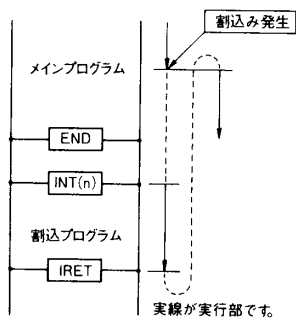 割込み発生
メインプログラム
END
INT(n)
割込プログラム
IRET
実線が実行部です。